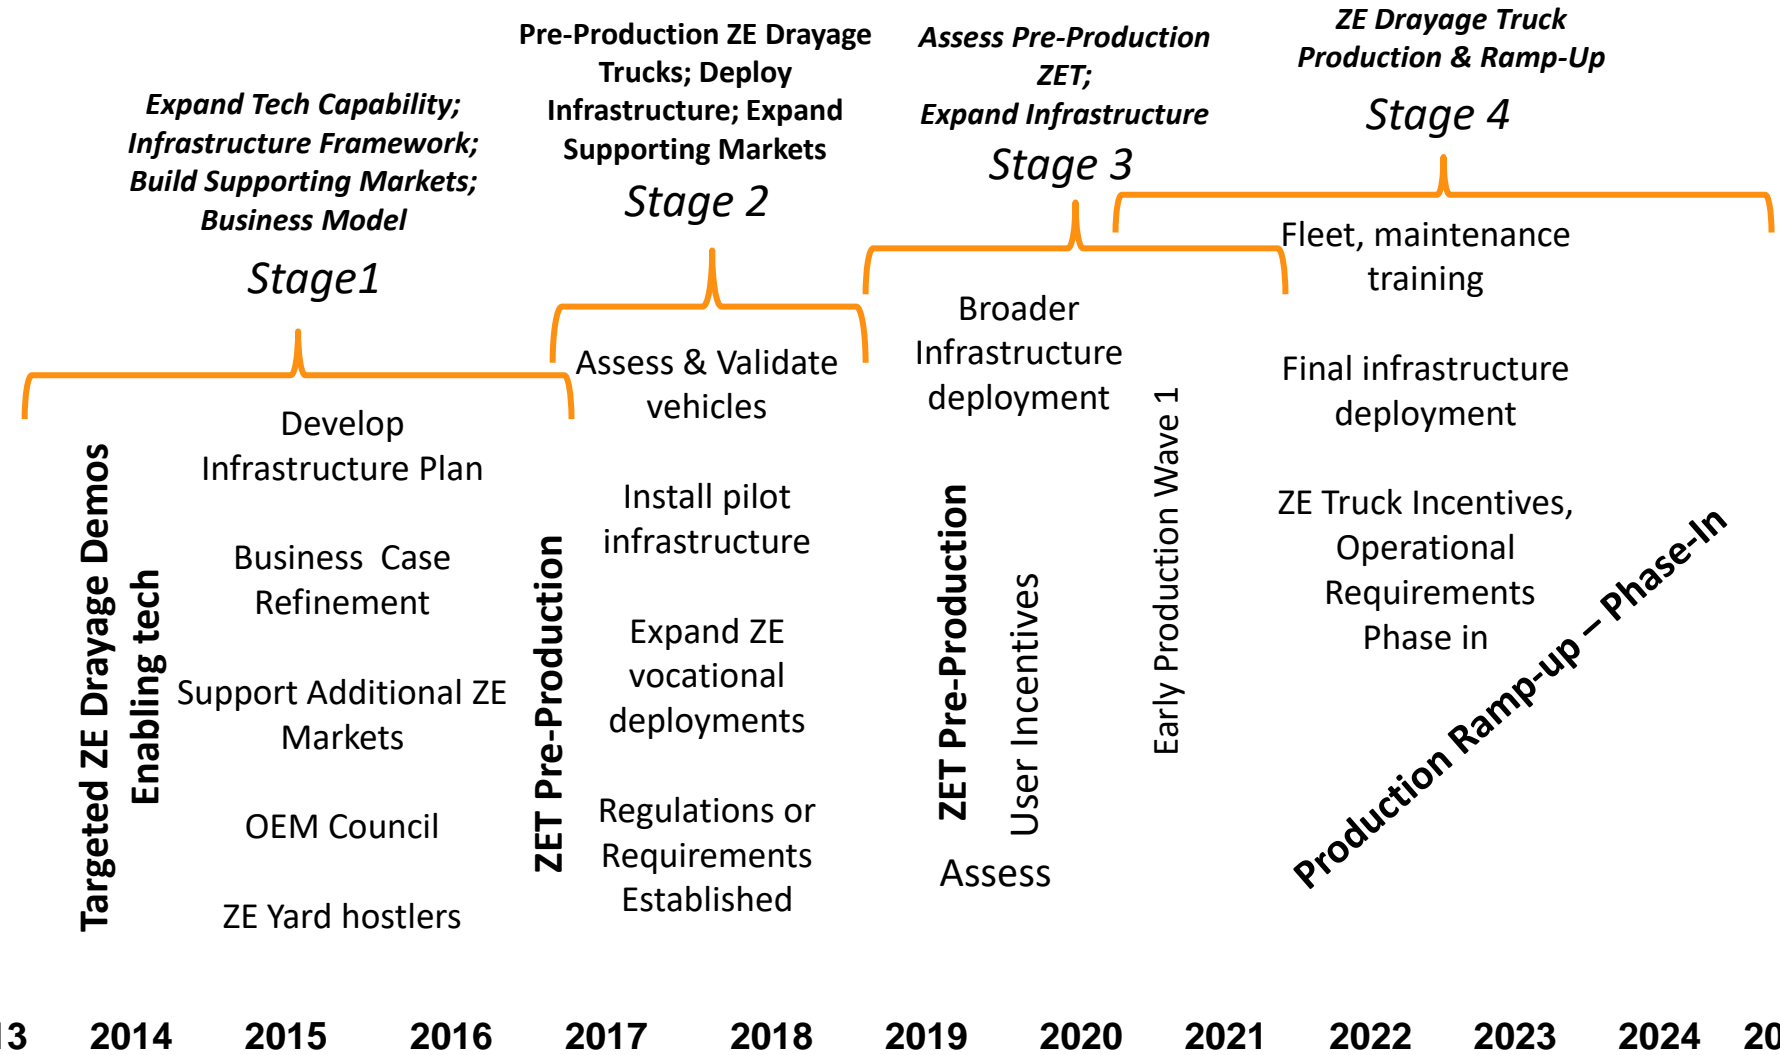 Expand Tech Capability;
Infrastructure Framework;
Build Supporting Markets;
Business Model
Stage1
Targeted ZE Drayage Demos
Enabling tech
Develop
Infrastructure Plan
Business Case
Refinement
Support Additional ZE
Markets
OEM Council
ZE Yard hostlers
Pre-Production ZE Drayage
Trucks; Deploy
Infrastructure; Expand
Supporting Markets
Stage 2
ZET Pre-Production
Assess & Validate
vehicles
Install pilot
infrastructure
Expand ZE
vocational
deployments
Regulations or
Requirements
Established
Assess Pre-Production
ZET;
Expand Infrastructure
Stage 3
Broader
Infrastructure
deployment
ZET Pre-Production
User Incentives
Assess
Early Production Wave 1
ZE Drayage Truck
Production & Ramp-Up
Stage 4
Fleet, maintenance
training
Final infrastructure
deployment
ZE Truck Incentives,
Operational
Requirements
Phase in
Production Ramp-up – Phase-In
13 2014 2015 2016 2017 2018 2019 2020 2021 2022 2023 2024 20